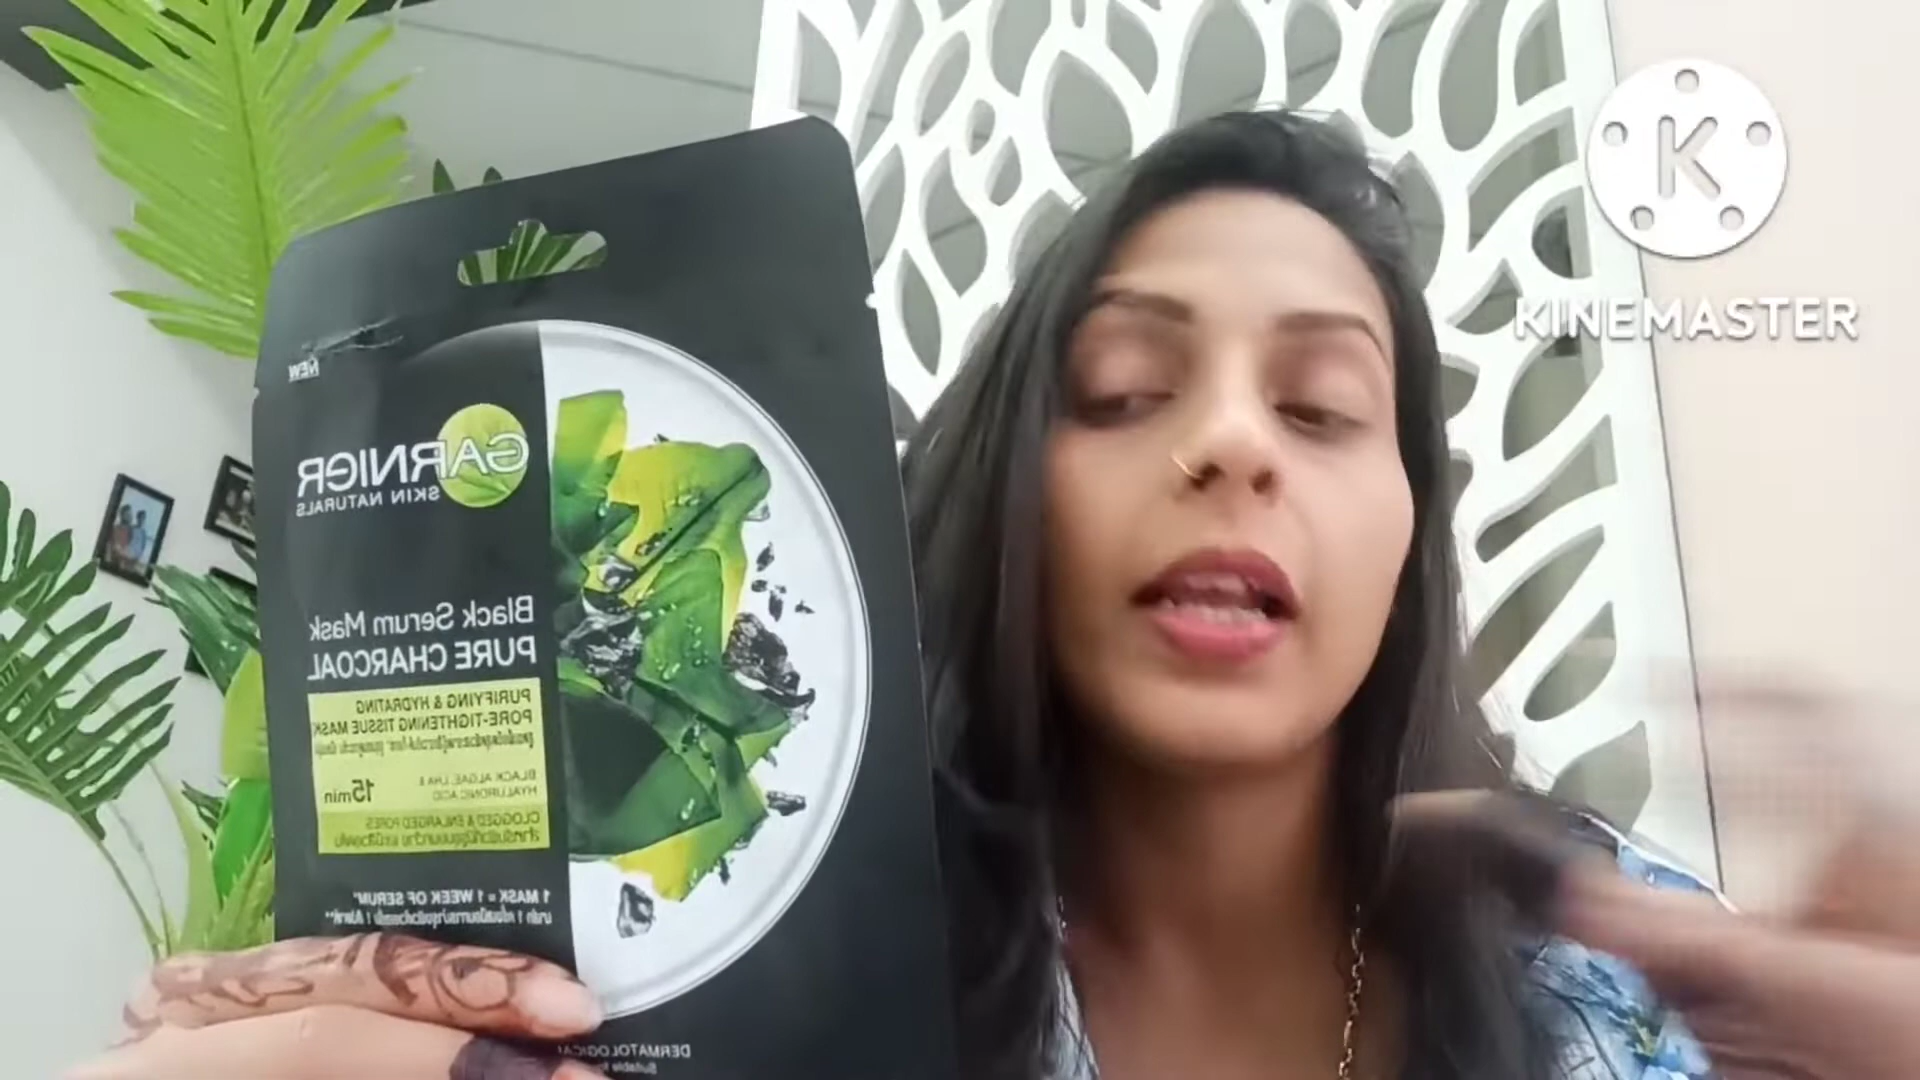 KINEMASTER
NEW
GARNIER
SKIN NATURALS
Black Serum Mask
PURE CHARCOAL
PURIFYING & HYDRATING
PORE-TIGHTENING TISSUE MASK
BLACK ALGAE, LHA &
HYALURONIC ACID
15min
CLOGGED & ENLARGED PORES
1 MASK = 1 WEEK OF SERUM*
DERMATOLOGICAL